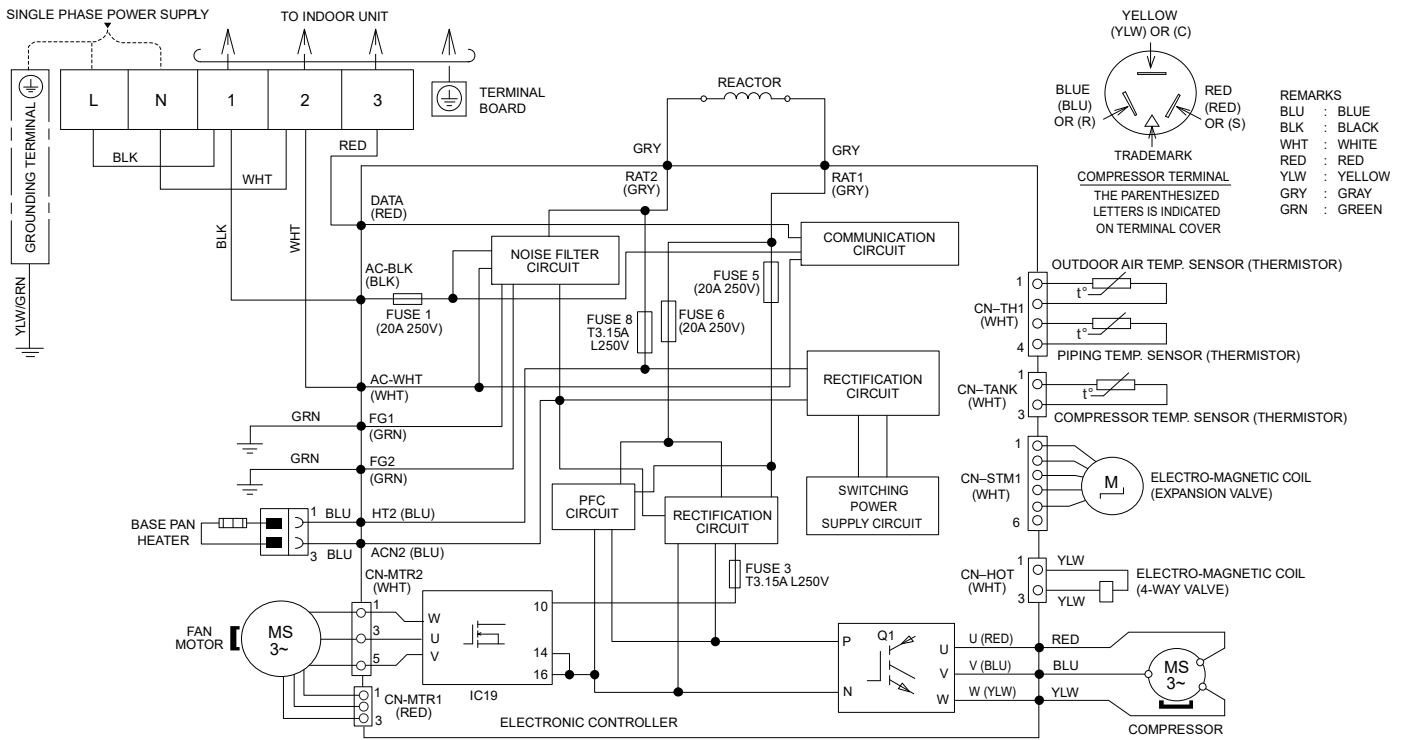 SINGLE PHASE POWER SUPPLY
TO INDOOR UNIT
GROUNDING TERMINAL
L
N
1
2
3
TERMINAL
BOARD
BLK
WHT
RED
BLK
WHT
YLW/GRN
REACTOR
GRY
GRY
RAT2
(GRY)
RAT1
(GRY)
YELLOW
(YLW) OR (C)
BLUE
(BLU)
OR (R)
RED
(RED)
OR (S)
TRADEMARK
COMPRESSOR TERMINAL
THE PARENTHESIZED
LETTERS IS INDICATED
ON TERMINAL COVER
REMARKS
BLU : BLUE
BLK : BLACK
WHT : WHITE
RED : RED
YLW : YELLOW
GRY : GRAY
GRN : GREEN
DATA
(RED)
AC-BLK
(BLK)
FUSE 1
(20A 250V)
NOISE FILTER
CIRCUIT
COMMUNICATION
CIRCUIT
FUSE 5
(20A 250V)
FUSE 6
(20A 250V)
FUSE 8
T3.15A
L250V
AC-WHT
(WHT)
GRN
FG1
(GRN)
GRN
FG2
(GRN)
RECTIFICATION
CIRCUIT
SWITCHING
POWER
SUPPLY CIRCUIT
PFC
CIRCUIT
RECTIFICATION
CIRCUIT
FUSE 3
T3.15A L250V
BASE PAN
HEATER
1
BLU
HT2 (BLU)
3
BLU
ACN2 (BLU)
CN-MTR2
(WHT)
FAN
MOTOR
MS
3~
1
3
5
W
U
V
10
14
16
IC19
1
3
CN-MTR1
(RED)
ELECTRONIC CONTROLLER
OUTDOOR AIR TEMP. SENSOR (THERMISTOR)
1
t°
CN–TH1
(WHT)
t°
4
PIPING TEMP. SENSOR (THERMISTOR)
1
CN–TANK
(WHT)
t°
3
COMPRESSOR TEMP. SENSOR (THERMISTOR)
1
CN–STM1
(WHT)
6
M
ELECTRO-MAGNETIC COIL
(EXPANSION VALVE)
1
CN–HOT
(WHT)
3
YLW
YLW
ELECTRO-MAGNETIC COIL
(4-WAY VALVE)
P
N
Q1
U
V
W
U (RED)
V (BLU)
W (YLW)
RED
BLU
YLW
MS
3~
COMPRESSOR